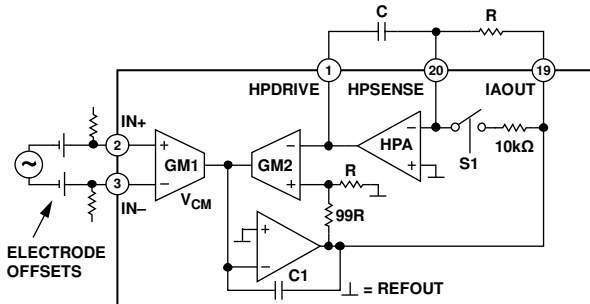 C
R
1
20
19
HPDRIVE
HPSENSE
IAOUT
IN+
2
+
GM1
−
V_CM
3
IN−
−
GM2
+
−
HPA
+
S1
10kΩ
R
99R
ELECTRODE
OFFSETS
+
−
C1
= REFOUT